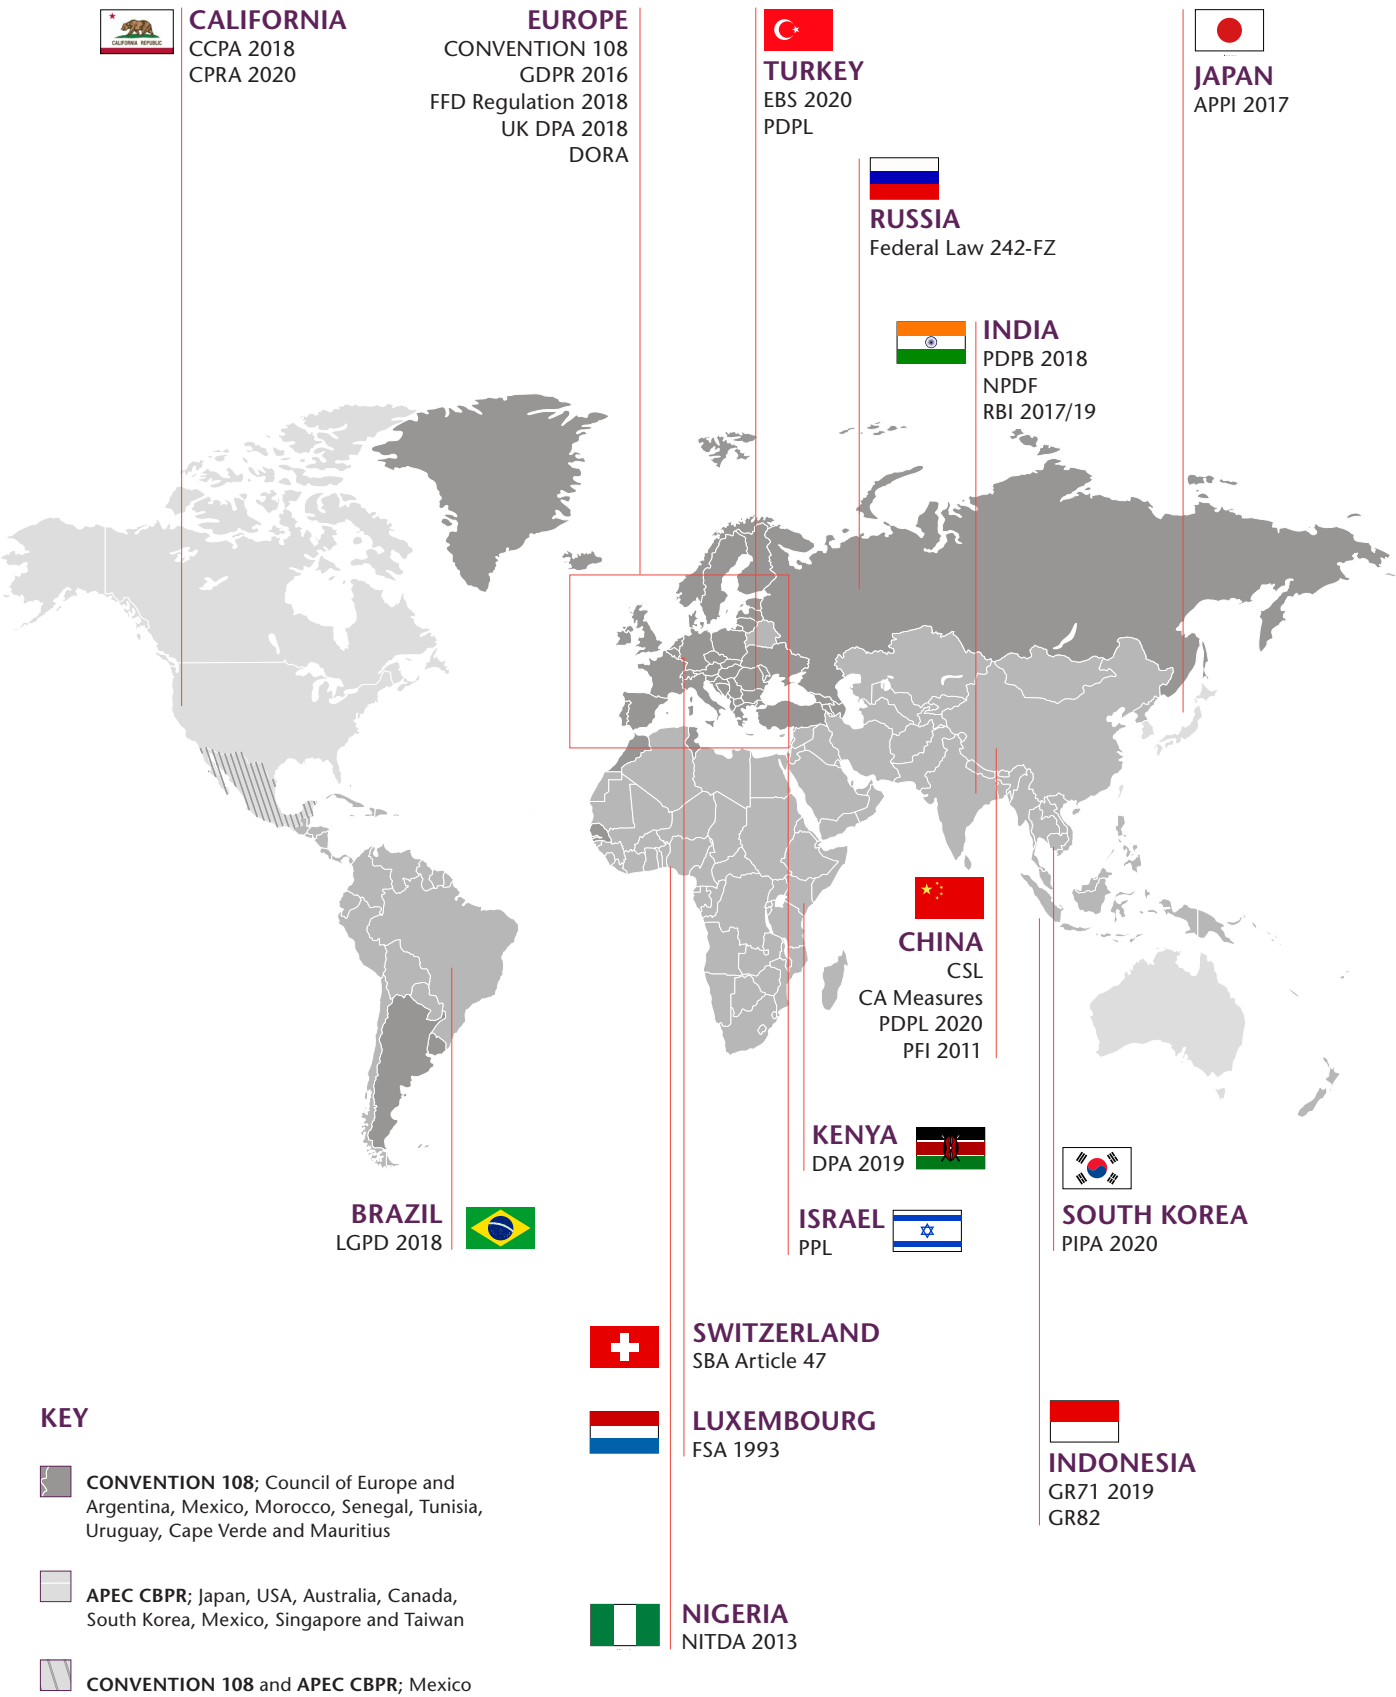 CALIFORNIA
CCPA 2018
CPRA 2020
CALIFORNIA REPUBLIC
EUROPE
CONVENTION 108
GDPR 2016
FFD Regulation 2018
UK DPA 2018
DORA
TURKEY
EBS 2020
PDPL
JAPAN
APPI 2017
RUSSIA
Federal Law 242-FZ
INDIA
PDPB 2018
NPDF
RBI 2017/19
CHINA
CSL
CA Measures
PDPL 2020
PFI 2011
KENYA
DPA 2019
BRAZIL
LGPD 2018
ISRAEL
PPL
SOUTH KOREA
PIPA 2020
SWITZERLAND
SBA Article 47
LUXEMBOURG
FSA 1993
INDONESIA
GR71 2019
GR82
NIGERIA
NITDA 2013
KEY
CONVENTION 108; Council of Europe and
Argentina, Mexico, Morocco, Senegal, Tunisia,
Uruguay, Cape Verde and Mauritius
APEC CBPR; Japan, USA, Australia, Canada,
South Korea, Mexico, Singapore and Taiwan
CONVENTION 108 and APEC CBPR; Mexico